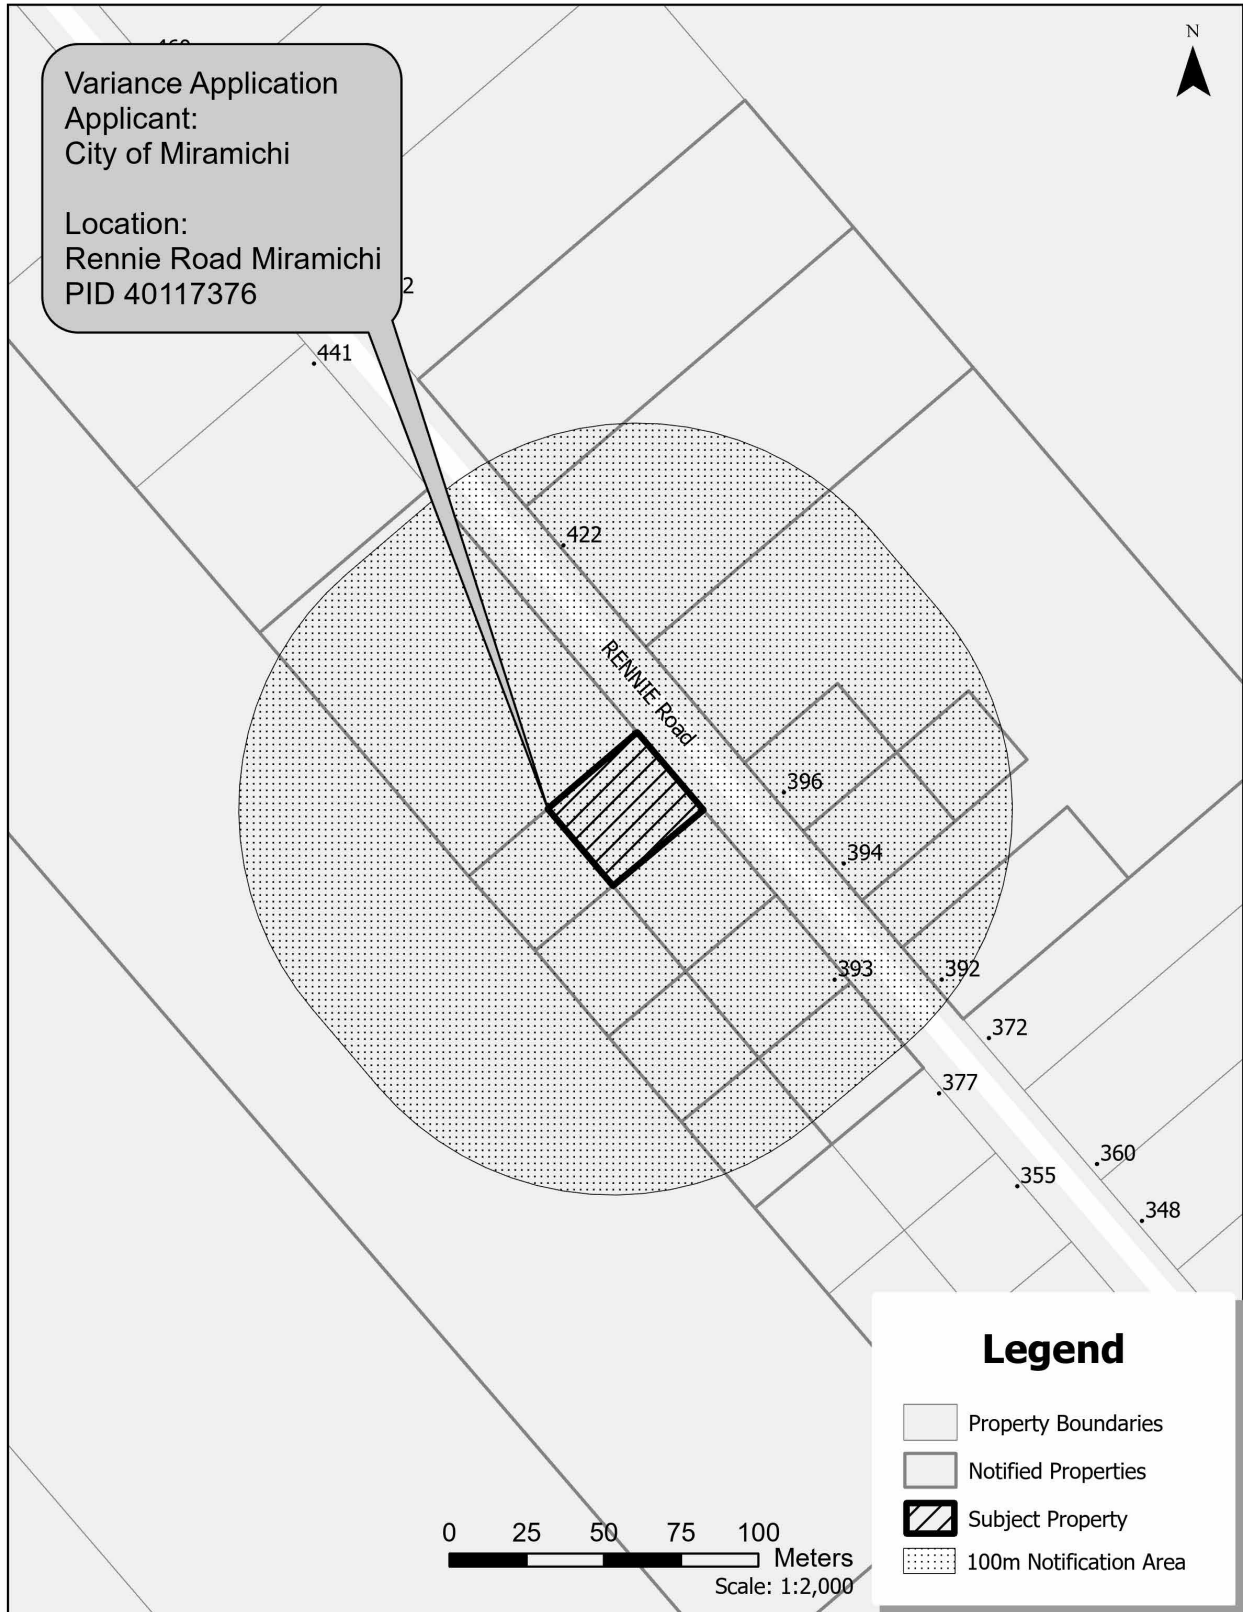 N
Variance Application
Applicant:
City of Miramichi
Location:
Rennie Road Miramichi
PID 40117376
2
441
422
RENNIE Road
396
394
393
392
372
377
360
355
348
Legend
Property Boundaries
Notified Properties
Subject Property
100m Notification Area
0 25 50 75 100
Meters
Scale: 1:2,000